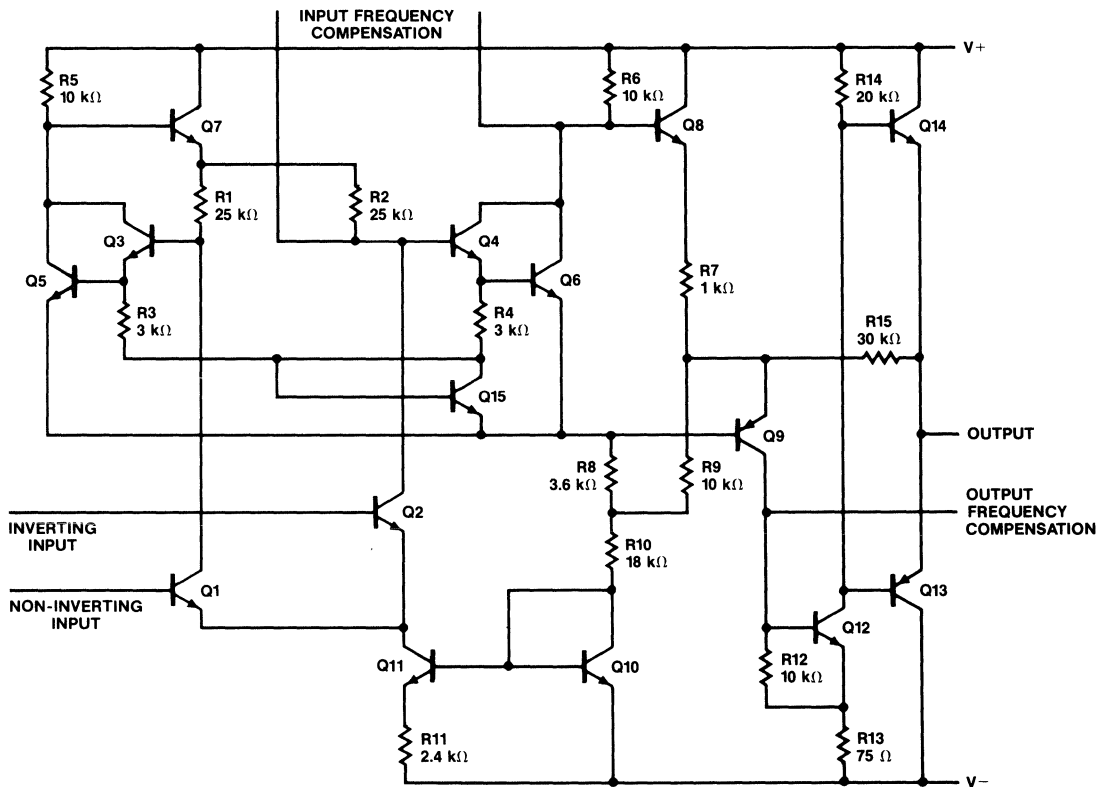 INPUT FREQUENCY
COMPENSATION
V+
R5
10 kΩ
R6
10 kΩ
R14
20 kΩ
Q7
Q8
Q14
R1
25 kΩ
R2
25 kΩ
Q3
Q4
Q5
Q6
R7
1 kΩ
R3
3 kΩ
R4
3 kΩ
R15
30 kΩ
Q15
Q9
OUTPUT
R8
3.6 kΩ
R9
10 kΩ
OUTPUT
FREQUENCY
COMPENSATION
INVERTING
INPUT
Q2
R10
18 kΩ
NON-INVERTING
INPUT
Q1
Q13
Q12
Q11
Q10
R12
10 kΩ
R11
2.4 kΩ
R13
75 Ω
V−